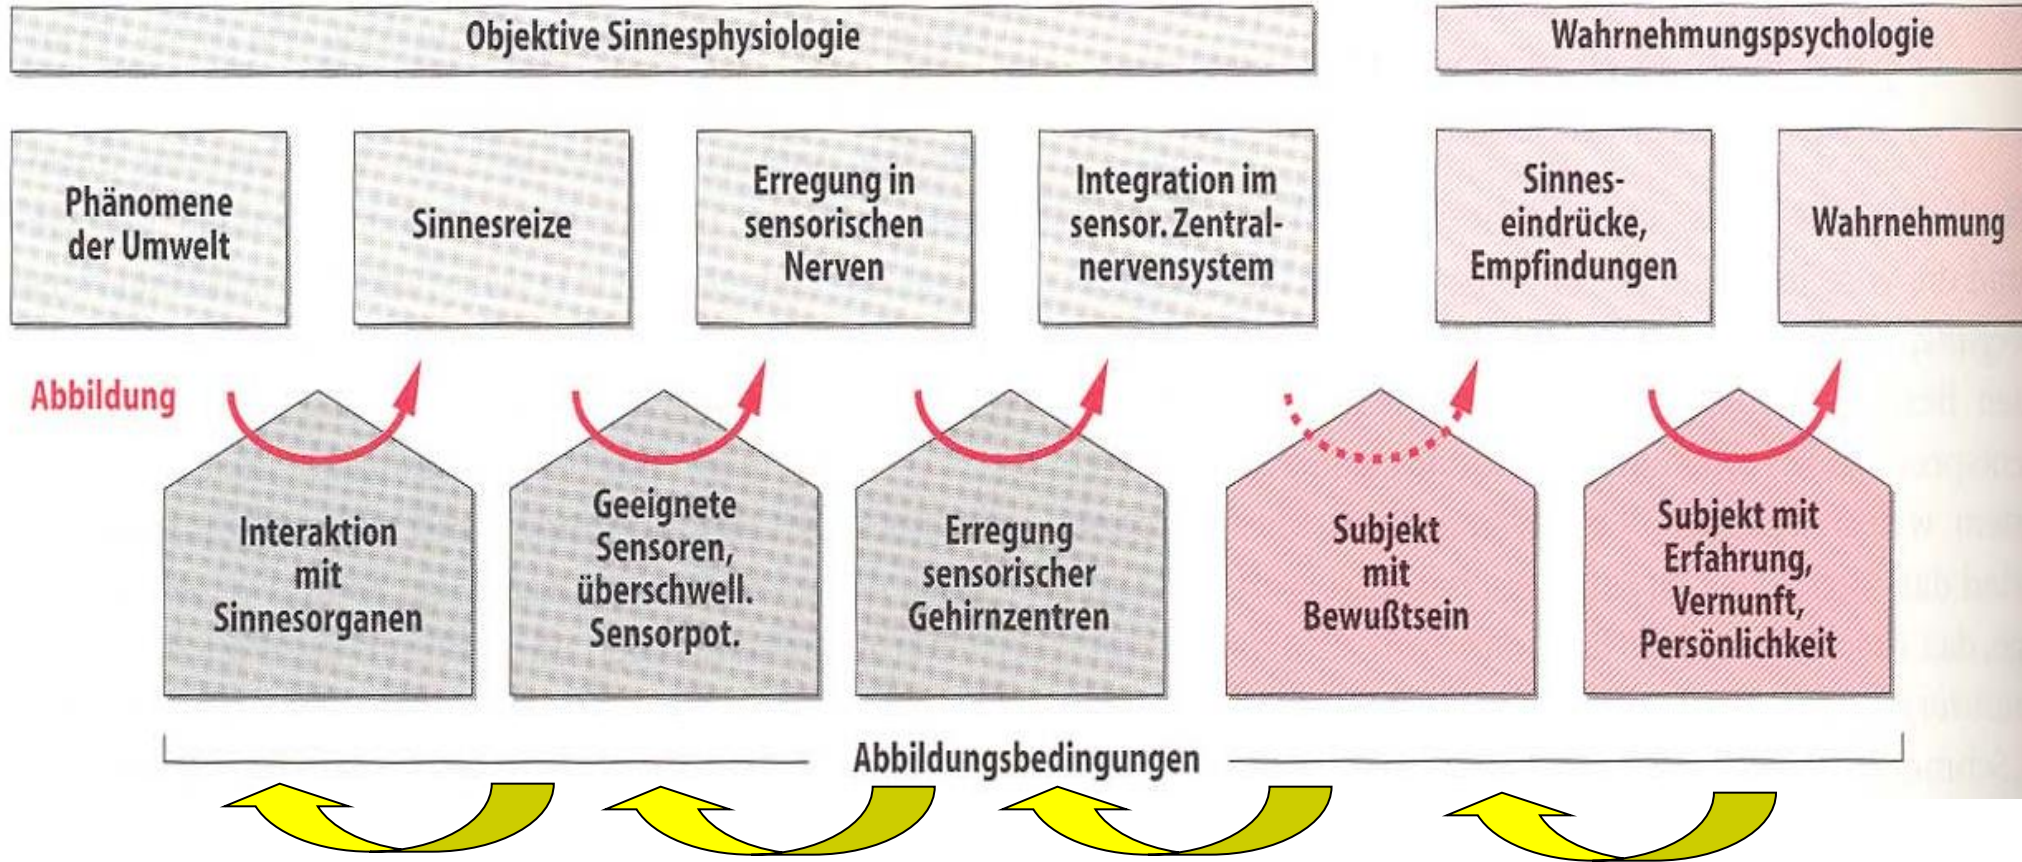 Objektive Sinnesphysiologie
Wahrnehmungspsychologie
Phänomene
der Umwelt
Sinnesreize
Erregung in
sensorischen
Nerven
Integration im
sensor. Zentral-
nervensystem
Sinnes-
eindrücke,
Empfindungen
Wahrnehmung
Abbildung
Interaktion
mit
Sinnesorganen
Geeignete
Sensoren,
überschwell.
Sensorpot.
Erregung
sensorischer
Gehirnzentren
Subjekt
mit
Bewußtsein
Subjekt mit
Erfahrung,
Vernunft,
Persönlichkeit
Abbildungsbedingungen